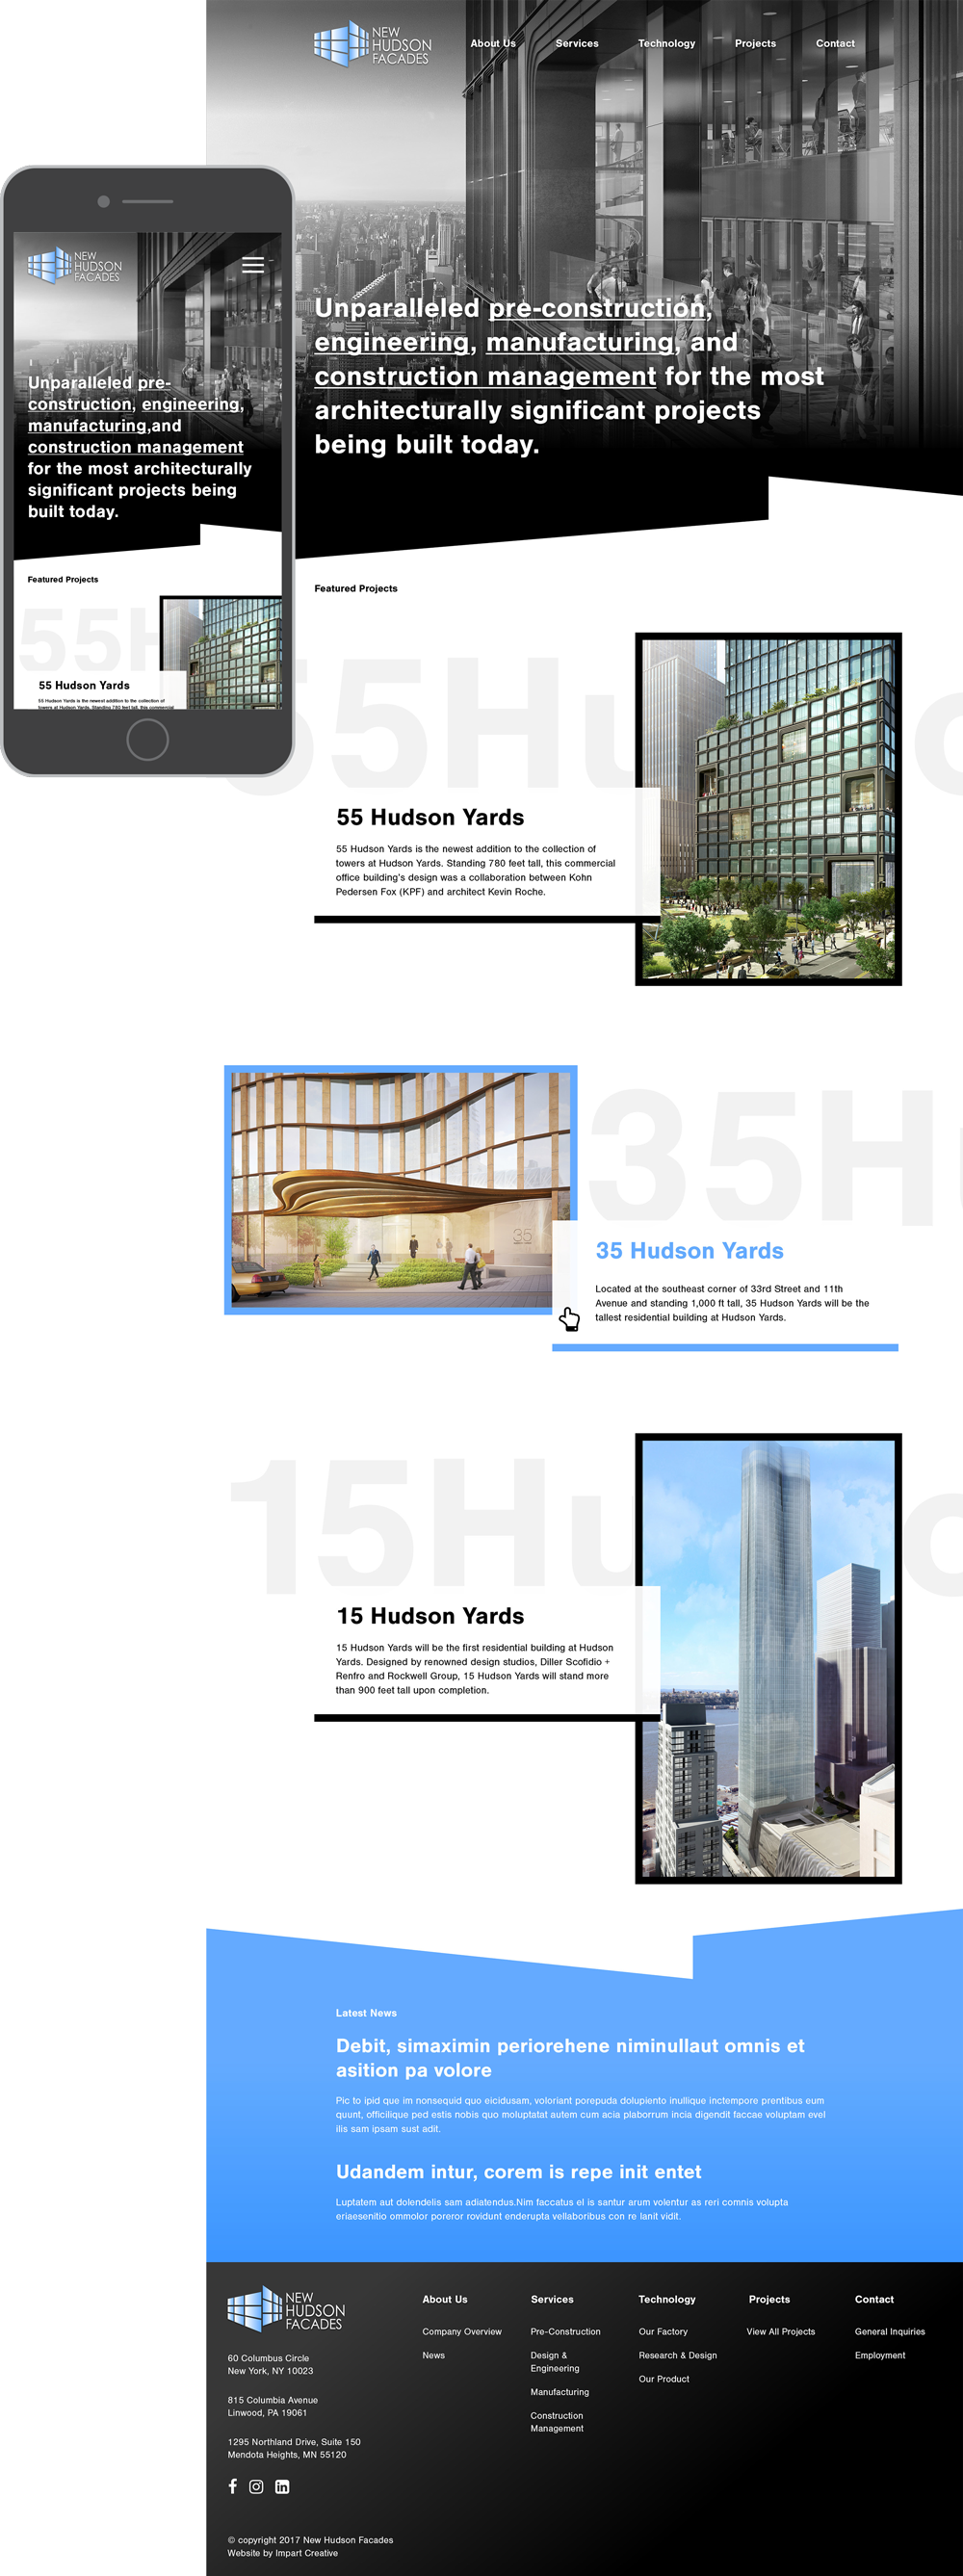 NEW
HUDSON
FACADES
About Us
Services
Technology
Projects
Contact
Unparalleled pre-construction,
engineering, manufacturing, and
construction management for the most
architecturally significant projects
being built today.
NEW
HUDSON
FACADES
Unparalleled pre-
construction, engineering,
manufacturing,and
construction management
for the most architecturally
significant projects being
built today.
Featured Projects
55H
55 Hudson Yards
55 Hudson Yards is the newest addition to the collection of
towers at Hudson Yards. Standing 780 feet tall, this commercial
Featured Projects
55Hu
55 Hudson Yards
55 Hudson Yards is the newest addition to the collection of
towers at Hudson Yards. Standing 780 feet tall, this commercial
office building's design was a collaboration between Kohn
Pedersen Fox (KPF) and architect Kevin Roche.
35
35Hu
35 Hudson Yards
Located at the southeast corner of 33rd Street and 11th
Avenue and standing 1,000 ft tall, 35 Hudson Yards will be the
tallest residential building at Hudson Yards.
15Hu
15 Hudson Yards
15 Hudson Yards will be the first residential building at Hudson
Yards. Designed by renowned design studios, Diller Scofidio +
Renfro and Rockwell Group, 15 Hudson Yards will stand more
than 900 feet tall upon completion.
Latest News
Debit, simaximin periorehene niminullaut omnis et
asition pa volore
Pic to ipid que im nonsequid quo eicidusam, voloriant porepuda dolupiento inullique inctempore prentibus eum
quunt, officilique ped estis nobis quo moluptatat autem cum acia plaborrum incia digendit faccae voluptam evel
ilis sam ipsam sust adit.
Udandem intur, corem is repe init entet
Luptatem aut dolendelis sam adiatendus.Nim faccatus el is santur arum volentur as reri comnis volupta
eriaesenitio ommolor poreror rovidunt enderupta vellaboribus con re lanit vidit.
NEW
HUDSON
FACADES
60 Columbus Circle
New York, NY 10023
815 Columbia Avenue
Linwood, PA 19061
1295 Northland Drive, Suite 150
Mendota Heights, MN 55120
About Us
Company Overview
News
Services
Pre-Construction
Design &
Engineering
Manufacturing
Construction
Management
Technology
Our Factory
Research & Design
Our Product
Projects
View All Projects
Contact
General Inquiries
Employment
© copyright 2017 New Hudson Facades
Website by Impart Creative